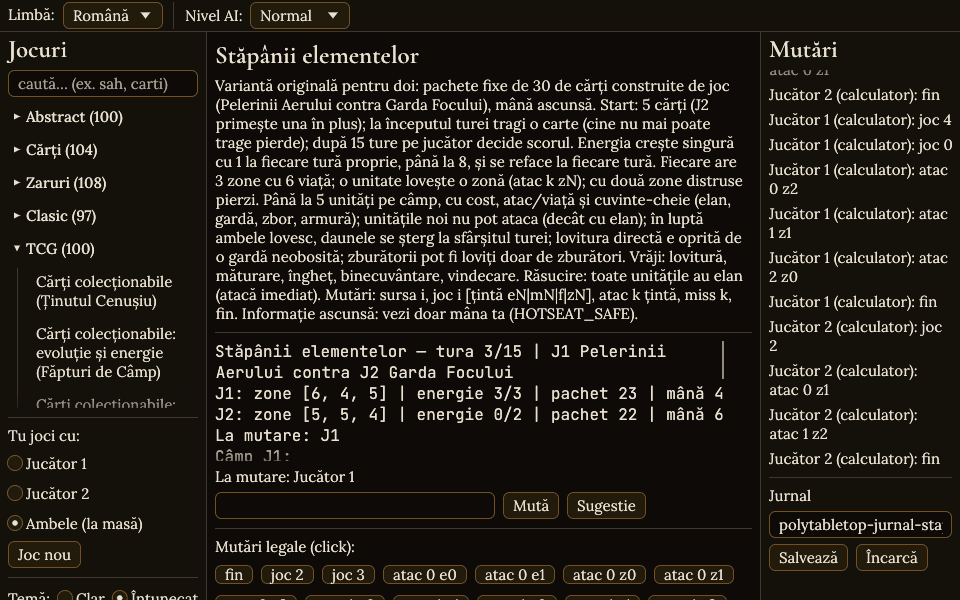 Limbă: Română Nivel AI: Normal
Jocuri
caută... (ex. sah, carti)
Abstract (100)
Cărți (104)
Zaruri (108)
Clasic (97)
TCG (100)
Cărți colecționabile
(Ținutul Cenușiu)
Cărți colecționabile:
evoluție și energie
(Făpturi de Câmp)
Cărți colecționabile:
Tu joci cu:
Jucător 1
Jucător 2
Ambele (la masă)
Joc nou
Temă: Clar Întunecat
Stăpânii elementelor
Variantă originală pentru doi: pachete fixe de 30 de cărți construite de joc
(Pelerinii Aerului contra Garda Focului), mână ascunsă. Start: 5 cărți (J2
primește una în plus); la începutul turei tragi o carte (cine nu mai poate
trage pierde); după 15 ture pe jucător decide scorul. Energia crește singură
cu 1 la fiecare tură proprie, până la 8, și se reface la fiecare tură. Fiecare are
3 zone cu 6 viață; o unitate lovește o zonă (atac k zN); cu două zone distruse
pierzi. Până la 5 unități pe câmp, cu cost, atac/viață și cuvinte-cheie (elan,
gardă, zbor, armură); unitățile noi nu pot ataca (decât cu elan); în luptă
ambele lovesc, daunele se șterg la sfârșitul turei; lovitura directă e oprită de
o gardă neobosită; zburătorii pot fi loviți doar de zburători. Vrăji: lovitură,
măturare, îngheț, binecuvântare, vindecare. Răsucire: toate unitățile au elan
(atacă imediat). Mutări: sursa i, joc i [țintă eN|mN|f|zN], atac k țintă, miss k,
fin. Informație ascunsă: vezi doar mâna ta (HOTSEAT_SAFE).
Stăpânii elementelor — tura 3/15 | J1 Pelerinii
Aerului contra J2 Garda Focului
J1: zone [6, 4, 5] | energie 3/3 | pachet 23 | mână 4
J2: zone [5, 5, 4] | energie 0/2 | pachet 22 | mână 6
La mutare: J1
Câmp J1:
La mutare: Jucător 1
Mută Sugestie
Mutări legale (click):
fin joc 2 joc 3 atac 0 e0 atac 0 e1 atac 0 z0 atac 0 z1
Mutări
atac 0 z1
Jucător 2 (calculator): fin
Jucător 1 (calculator): joc 4
Jucător 1 (calculator): joc 0
Jucător 1 (calculator): atac
0 z2
Jucător 1 (calculator): atac
1 z1
Jucător 1 (calculator): atac
2 z0
Jucător 1 (calculator): fin
Jucător 2 (calculator): joc
2
Jucător 2 (calculator):
atac 0 z1
Jucător 2 (calculator):
atac 1 z2
Jucător 2 (calculator): fin
Jurnal
polytabletop-jurnal-sta
Salvează Încarcă